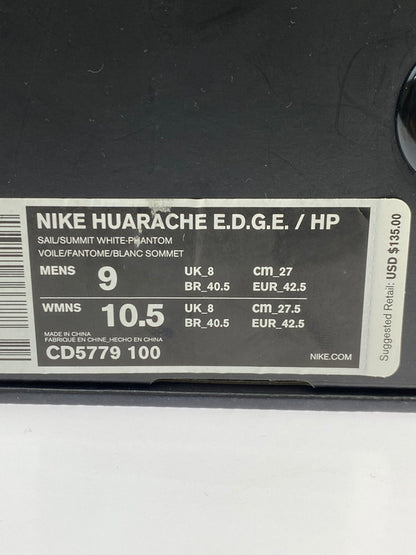 NIKE HUARACHE E.D.G.E. / HP
SAIL/SUMMIT WHITE-PHANTOM
VOILE/FANTOME/BLANC SOMMET
MENS 9 UK_8 cm_27
BR_40.5 EUR_42.5
WMNS 10.5 UK_8 cm_27.5
BR_40.5 EUR_42.5
MADE IN CHINA
FABRIQUE EN CHINE_HECHO EN CHINA
CD5779 100 NIKE.COM
Suggested Retail: USD $135.00